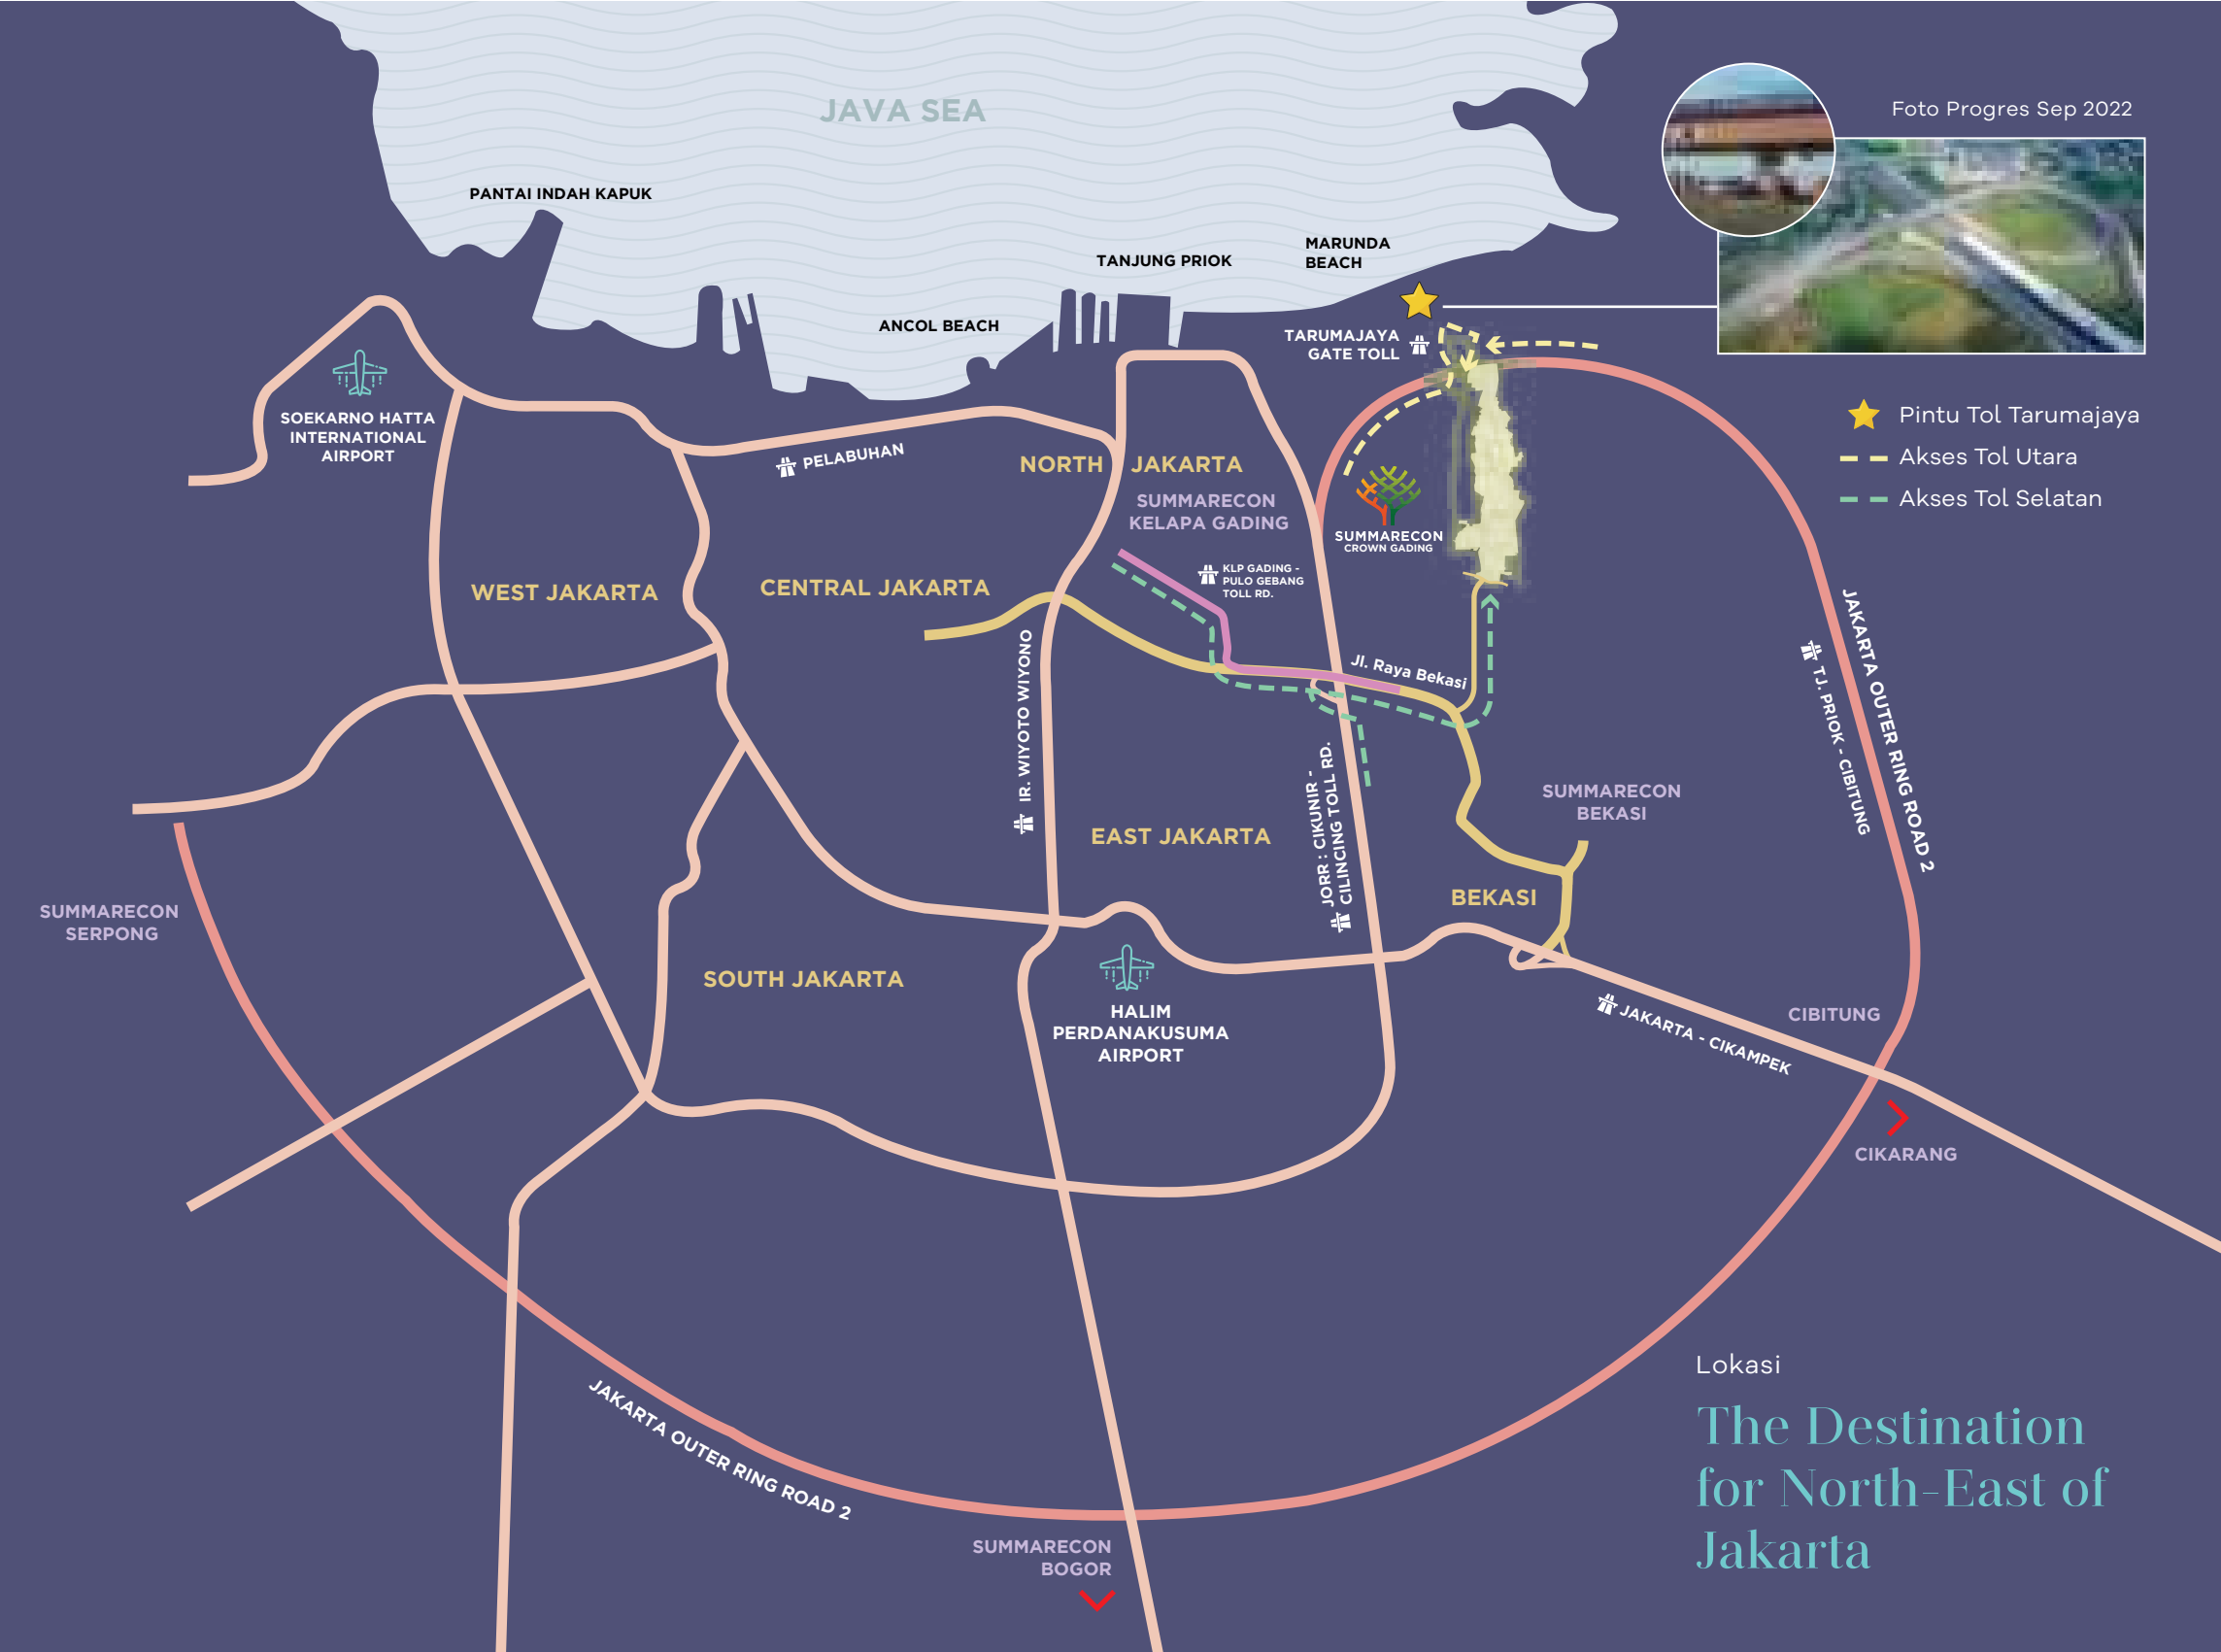 JAVA SEA
Foto Progres Sep 2022
PANTAI INDAH KAPUK
MARUNDA
BEACH
TANJUNG PRIOK
ANCOL BEACH
TARUMAJAYA
GATE TOLL
SOEKARNO HATTA
INTERNATIONAL
AIRPORT
Pintu Tol Tarumajaya
Akses Tol Utara
Akses Tol Selatan
PELABUHAN
NORTH JAKARTA
SUMMARECON
KELAPA GADING
SUMMARECON
CROWN GADING
KLP GADING -
PULO GEBANG
TOLL RD.
WEST JAKARTA
CENTRAL JAKARTA
IR. WIYOTO WIYONO
Jl. Raya Bekasi
JAKARTA OUTER RING ROAD 2
TJ. PRIOK - CIBITUNG
JORR : CIKUNIR -
CILINCING TOLL RD.
SUMMARECON
BEKASI
EAST JAKARTA
BEKASI
SUMMARECON
SERPONG
SOUTH JAKARTA
HALIM
PERDANAKUSUMA
AIRPORT
JAKARTA - CIKAMPEK
CIBITUNG
CIKARANG
JAKARTA OUTER RING ROAD 2
SUMMARECON
BOGOR
Lokasi
The Destination
for North-East of
Jakarta